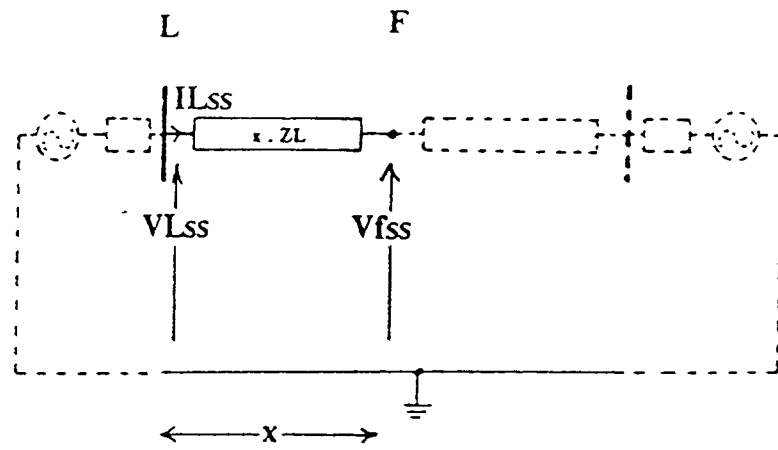 L F
ILss
x . ZL
VLss Vfss
x